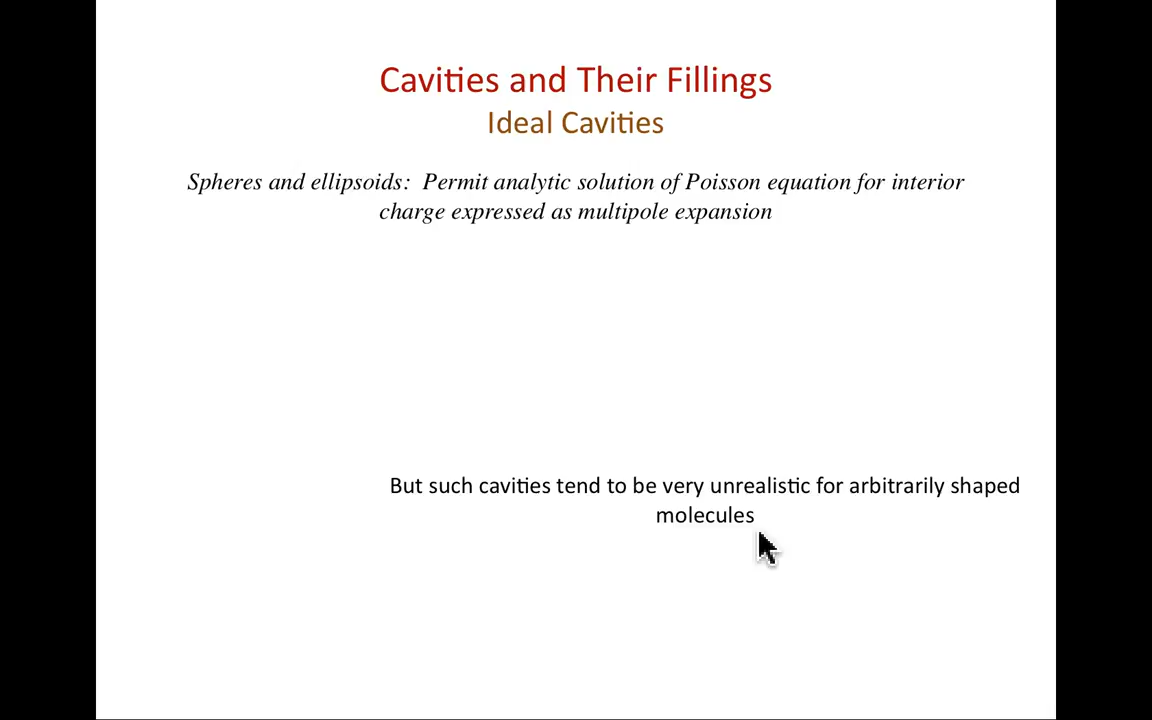 Cavities and Their Fillings
Ideal Cavities
Spheres and ellipsoids: Permit analytic solution of Poisson equation for interior
charge expressed as multipole expansion
But such cavities tend to be very unrealistic for arbitrarily shaped
molecules